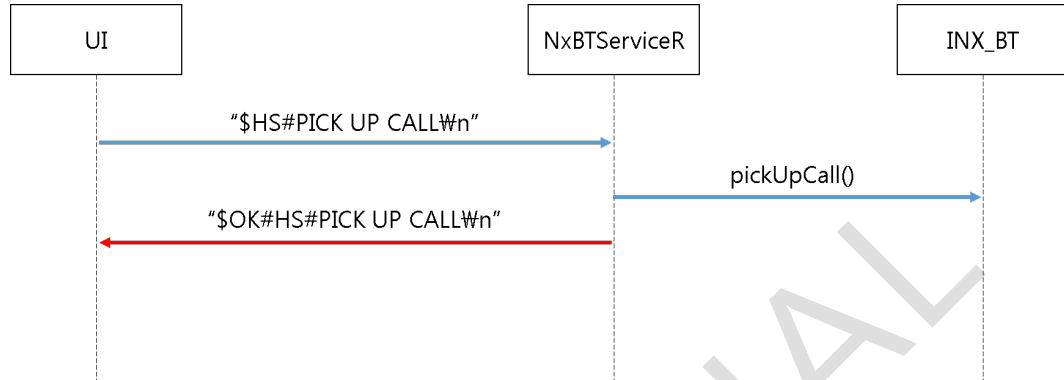 UI
NxBTServiceR
INX_BT
“$HS#PICK UP CALL₩n”
pickUpCall()
“$OK#HS#PICK UP CALL₩n”